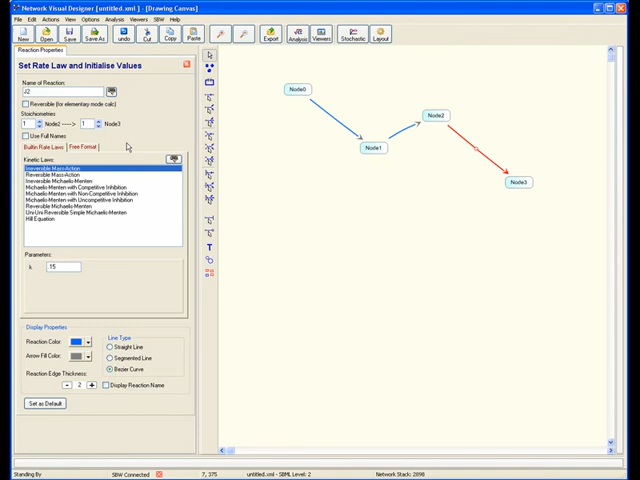 Network Visual Designer [untitled.xml ] - [Drawing Canvas]
File Edit Actions View Options Analysis Viewers SBW Help
New Open Save Save As undo Cut Copy Paste Export Analysis Viewers Stochastic Layout
Reaction Properties
Set Rate Law and Initialise Values
Name of Reaction:
J2
Reversible (for elementary mode calc)
Stoichiometries
1 Node2 ----> 1 Node3
Use Full Names
Builtin Rate Laws Free Format
Kinetic Laws:
Irreversible Mass-Action
Reversible Mass-Action
Irreversible Michaelis-Menten
Michaelis-Menten with Competitive Inhibition
Michaelis-Menten with Non-Competitive Inhibition
Michaelis-Menten with Uncompetitive Inhibition
Reversible Michaelis-Menten
Uni-Uni Reversible Simple Michaelis-Menten
Hill Equation
Parameters:
k .15
Display Properties
Reaction Color:
Arrow Fill Color:
Line Type
Straight Line
Segmented Line
Bezier Curve
Reaction Edge Thickness:
- 2 + Display Reaction Name
Set as Default
T
Node0
Node1
Node2
Node3
Standing By SBW Connected 7, 375 untitled.xml - SBML Level: 2 Network Stack: 2898